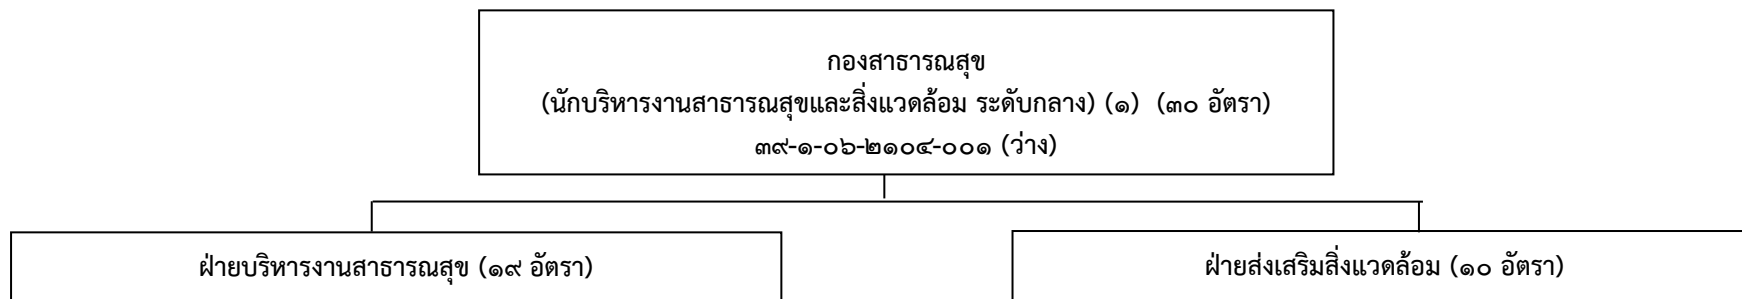 กองสาธารณสุข
(นักบริหารงานสาธารณสุขและสิ่งแวดล้อม ระดับกลาง) (๑) (๓๐ อัตรา)
๓๙-๑-๐๖-๒๑๐๔-๐๐๑ (ว่าง)
ฝ่ายบริหารงานสาธารณสุข (๑๙ อัตรา)
ฝ่ายส่งเสริมสิ่งแวดล้อม (๑๐ อัตรา)